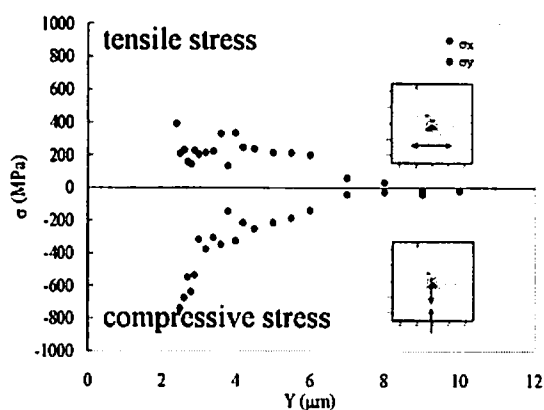 1000
800
600
400
200
0
-200
-400
-600
-800
-1000
σ (MPa)
tensile stress
σx
σy
compressive stress
0 2 4 6 8 10 12
Y (μm)